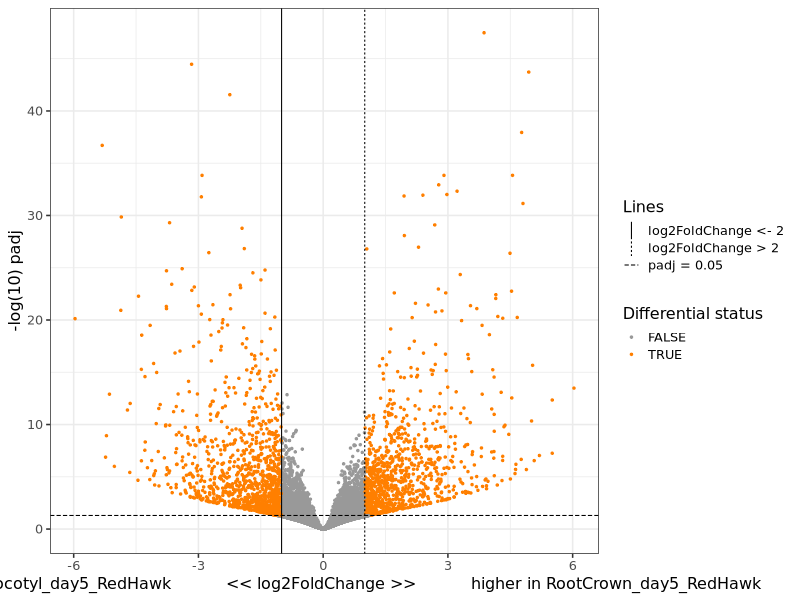 Lines
log2FoldChange <- 2
log2FoldChange > 2
padj = 0.05
Differential status
FALSE
TRUE
-log(10) padj
40
30
20
10
0
-6
-3
0
3
6
ocotyl_day5_RedHawk << log2FoldChange >> higher in RootCrown_day5_RedHawk